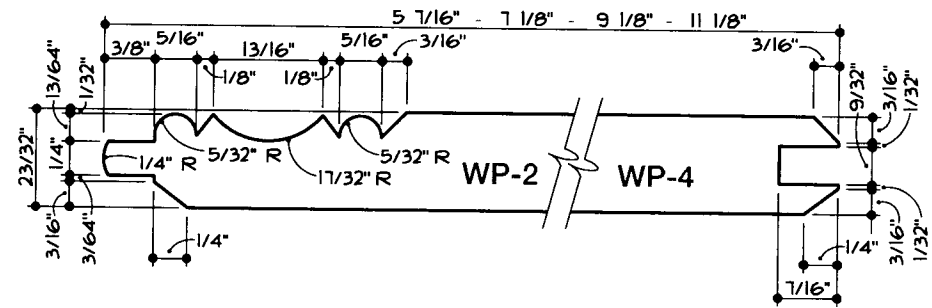 5 7/16" - 7 1/8" - 9 1/8" - 11 1/8"
3/8" 5/16" 13/16" 5/16" 3/16" 3/16"
1/8" 1/8"
13/64" 1/32" 9/32" 3/16" 1/32"
23/32" 1/4" 1/4" R 5/32" R 17/32" R 5/32" R
WP-2 WP-4
3/16" 3/64" 1/4" 1/4" 3/16" 1/32"
7/16"